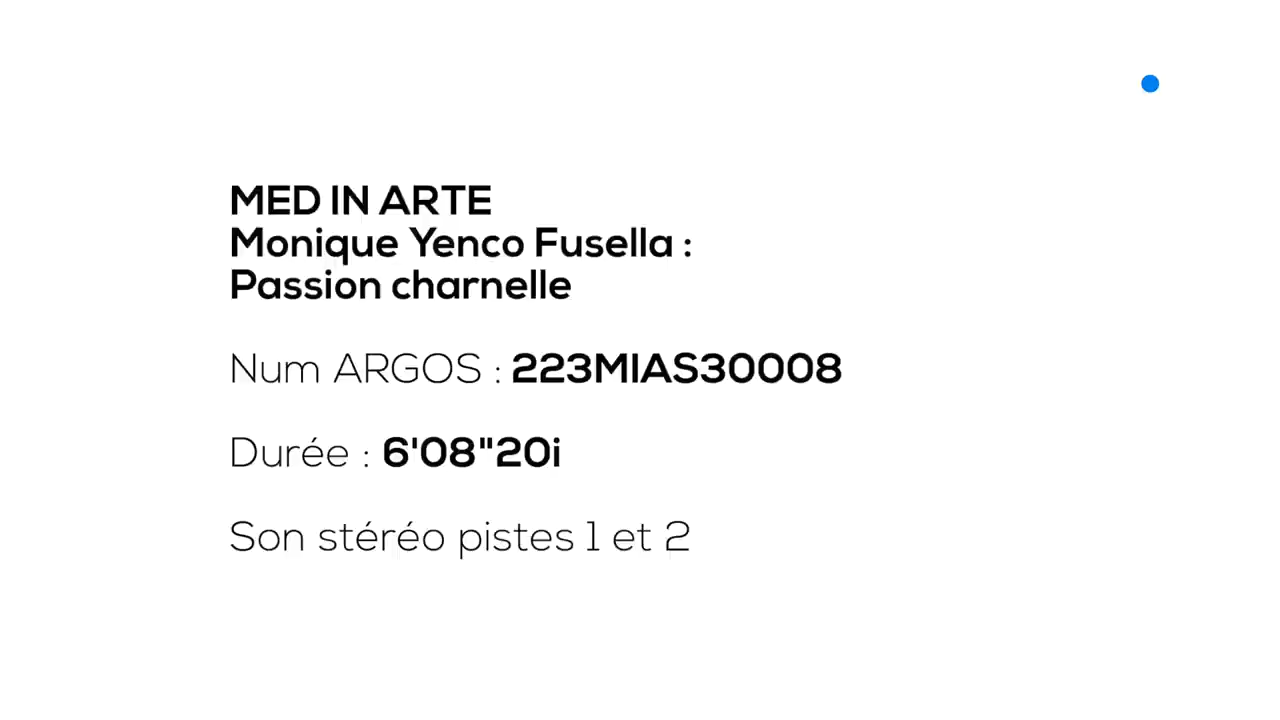 MED IN ARTE
Monique Yenco Fusella :
Passion charnelle
Num ARGOS : 223MIAS30008
Durée : 6'08"20i
Son stéréo pistes 1 et 2